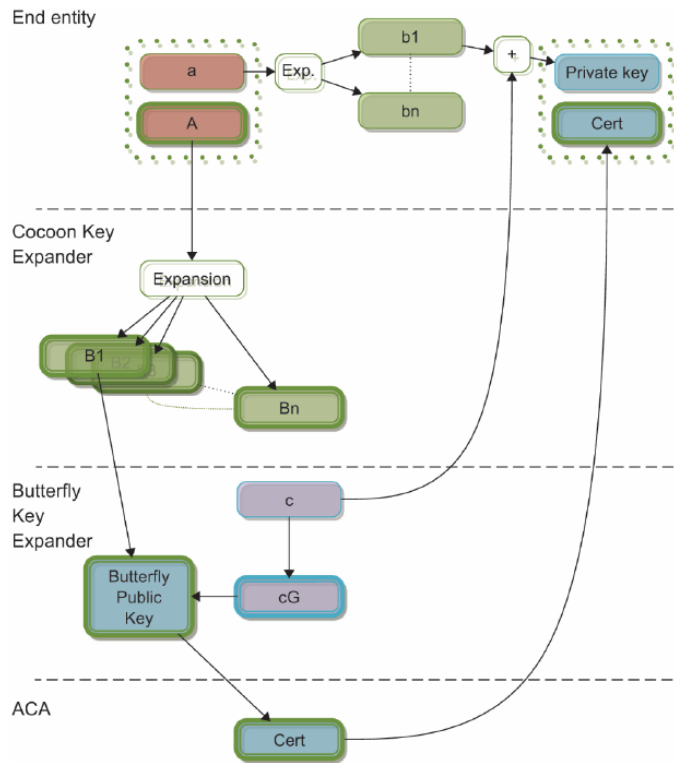 End entity
a
Exp.
b1
+
Private key
A
bn
Cert
Cocoon Key
Expander
Expansion
B1
B2
Bn
Butterfly
Key
Expander
c
Butterfly
Public
Key
cG
ACA
Cert